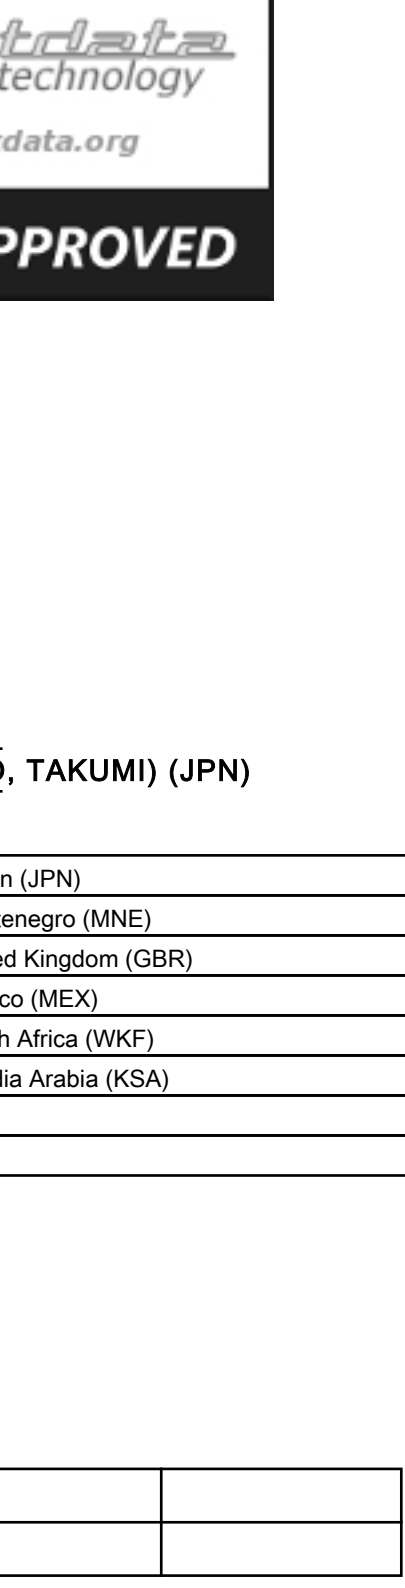 tdata
technology
data.org
PPROVED
, TAKUMI) (JPN)
n (JPN)
tenegro (MNE)
ed Kingdom (GBR)
co (MEX)
h Africa (WKF)
dia Arabia (KSA)